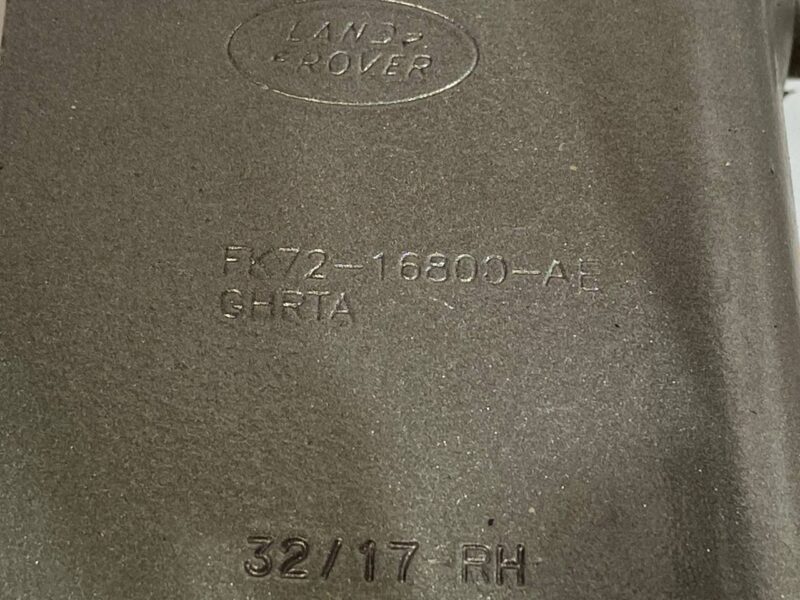 LAND
ROVER
FK72-16800-AE
GHRTA
32/17 RH